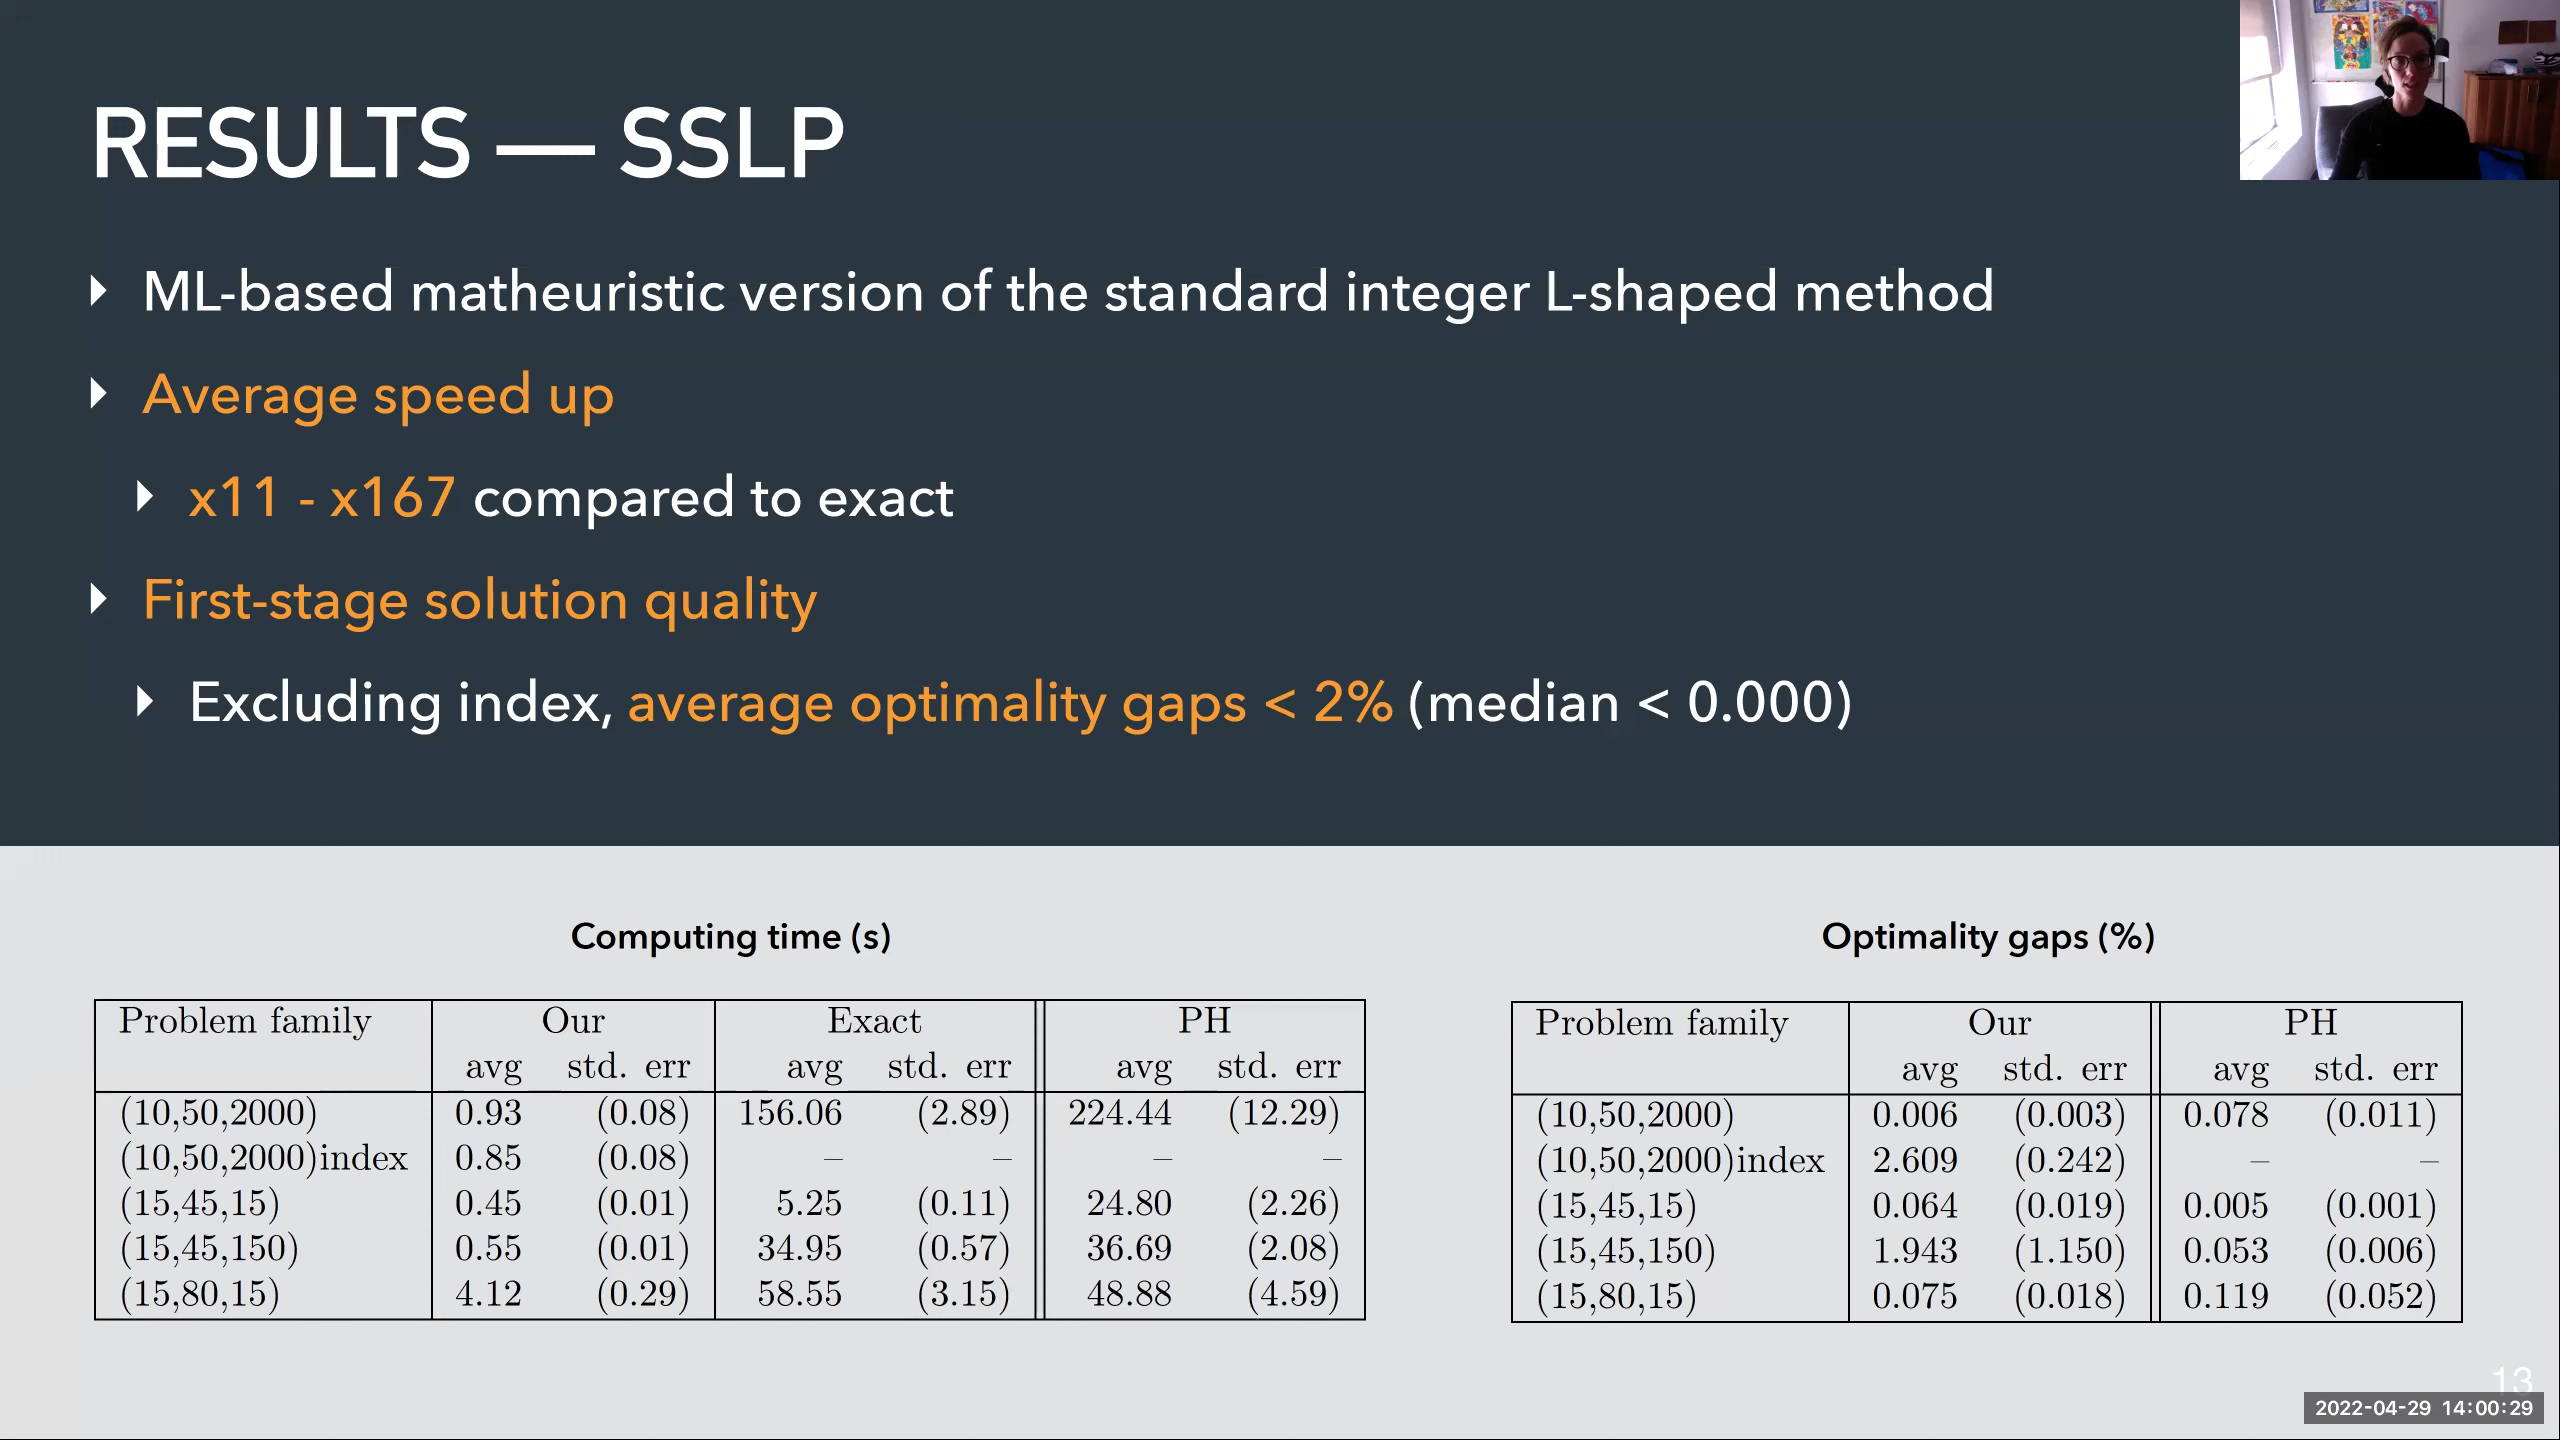 RESULTS — SSLP
ML-based matheuristic version of the standard integer L-shaped method
Average speed up
x11 - x167 compared to exact
First-stage solution quality
Excluding index, average optimality gaps < 2% (median < 0.000)
Computing time (s)
Problem family Our Exact PH
avg std. err avg std. err avg std. err
(10,50,2000) 0.93 (0.08) 156.06 (2.89) 224.44 (12.29)
(10,50,2000)index 0.85 (0.08) – – – –
(15,45,15) 0.45 (0.01) 5.25 (0.11) 24.80 (2.26)
(15,45,150) 0.55 (0.01) 34.95 (0.57) 36.69 (2.08)
(15,80,15) 4.12 (0.29) 58.55 (3.15) 48.88 (4.59)
Optimality gaps (%)
Problem family Our PH
avg std. err avg std. err
(10,50,2000) 0.006 (0.003) 0.078 (0.011)
(10,50,2000)index 2.609 (0.242) – –
(15,45,15) 0.064 (0.019) 0.005 (0.001)
(15,45,150) 1.943 (1.150) 0.053 (0.006)
(15,80,15) 0.075 (0.018) 0.119 (0.052)
13
2022-04-29 14:00:29